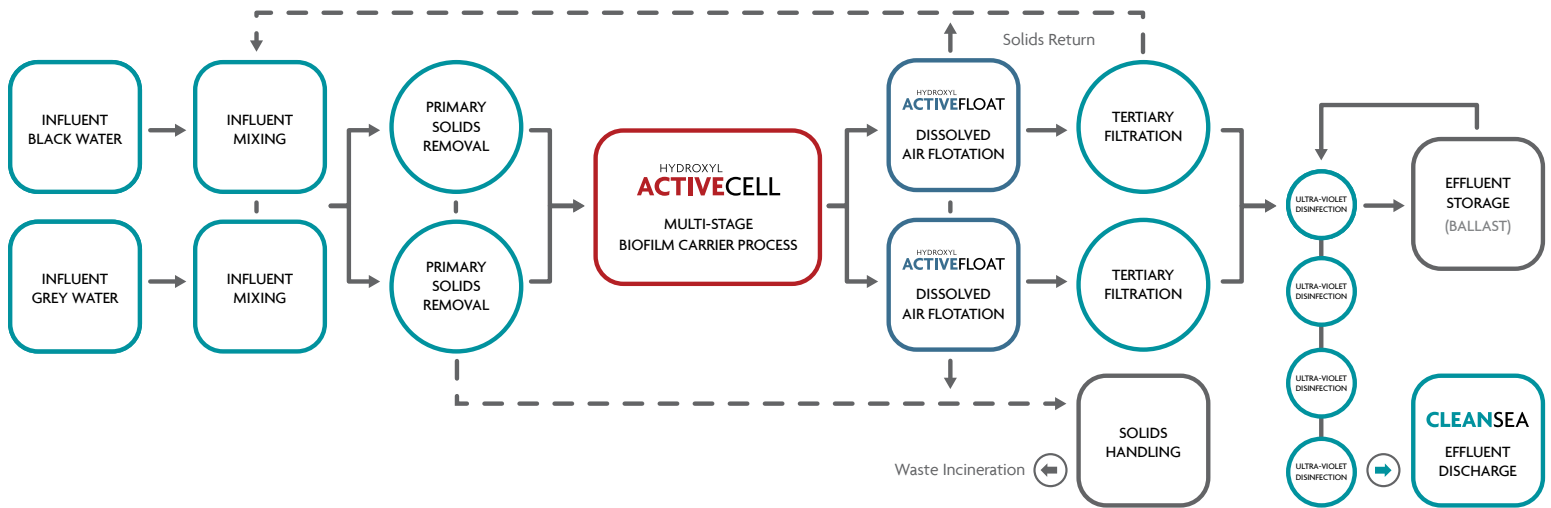 Solids Return
INFLUENT
BLACK WATER
INFLUENT
MIXING
PRIMARY
SOLIDS
REMOVAL
HYDROXYL
ACTIVEFLOAT
DISSOLVED
AIR FLOTATION
TERTIARY
FILTRATION
HYDROXYL
ACTIVECELL
MULTI-STAGE
BIOFILM CARRIER PROCESS
INFLUENT
GREY WATER
INFLUENT
MIXING
PRIMARY
SOLIDS
REMOVAL
HYDROXYL
ACTIVEFLOAT
DISSOLVED
AIR FLOTATION
TERTIARY
FILTRATION
ULTRA-VIOLET
DISINFECTION
EFFLUENT
STORAGE
(BALLAST)
ULTRA-VIOLET
DISINFECTION
ULTRA-VIOLET
DISINFECTION
ULTRA-VIOLET
DISINFECTION
SOLIDS
HANDLING
Waste Incineration
CLEANSEA
EFFLUENT
DISCHARGE